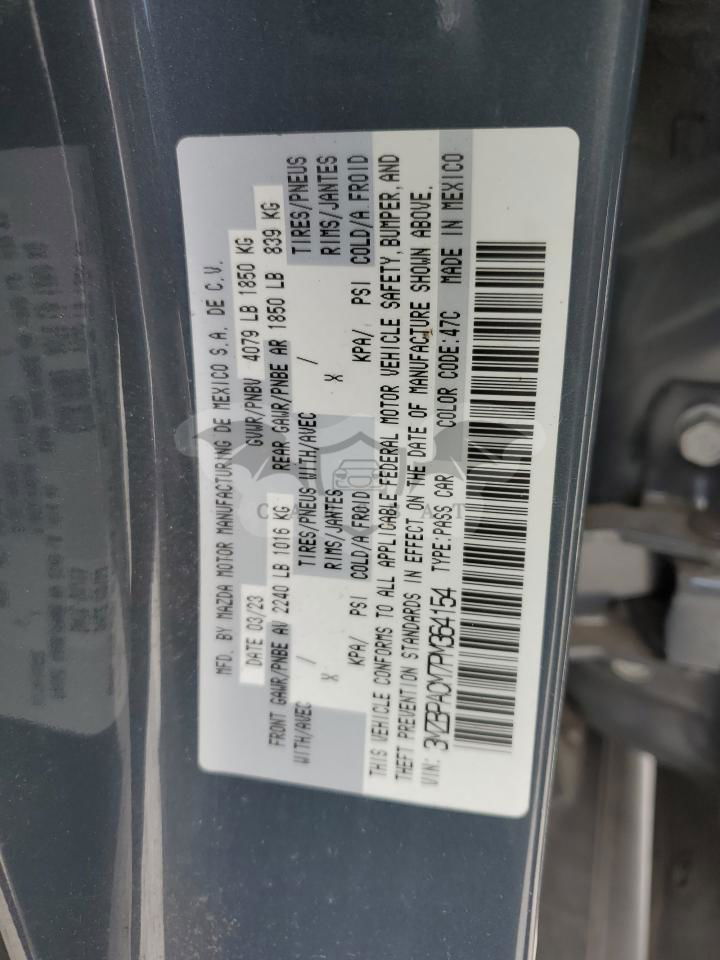 MFD. BY MAZDA MOTOR MANUFACTURING DE MEXICO S.A. DE C.V.
DATE 03/23 GVWR/PNBV 4079 LB 1850 KG
FRONT GAWR/PNBE AV 2240 LB 1016 KG REAR GAWR/PNBE AR 1850 LB 839 KG
WITH/AVEC / TIRES/PNEUS WITH/AVEC / TIRES/PNEUS
X RIMS/JANTES X RIMS/JANTES
KPA/ PSI COLD/A FROID KPA/ PSI COLD/A FROID
THIS VEHICLE CONFORMS TO ALL APPLICABLE FEDERAL MOTOR VEHICLE SAFETY, BUMPER, AND
THEFT PREVENTION STANDARDS IN EFFECT ON THE DATE OF MANUFACTURE SHOWN ABOVE.
VIN: 3MZBPAOM7PM364154 TYPE:PASS CAR COLOR CODE:47C MADE IN MEXICO